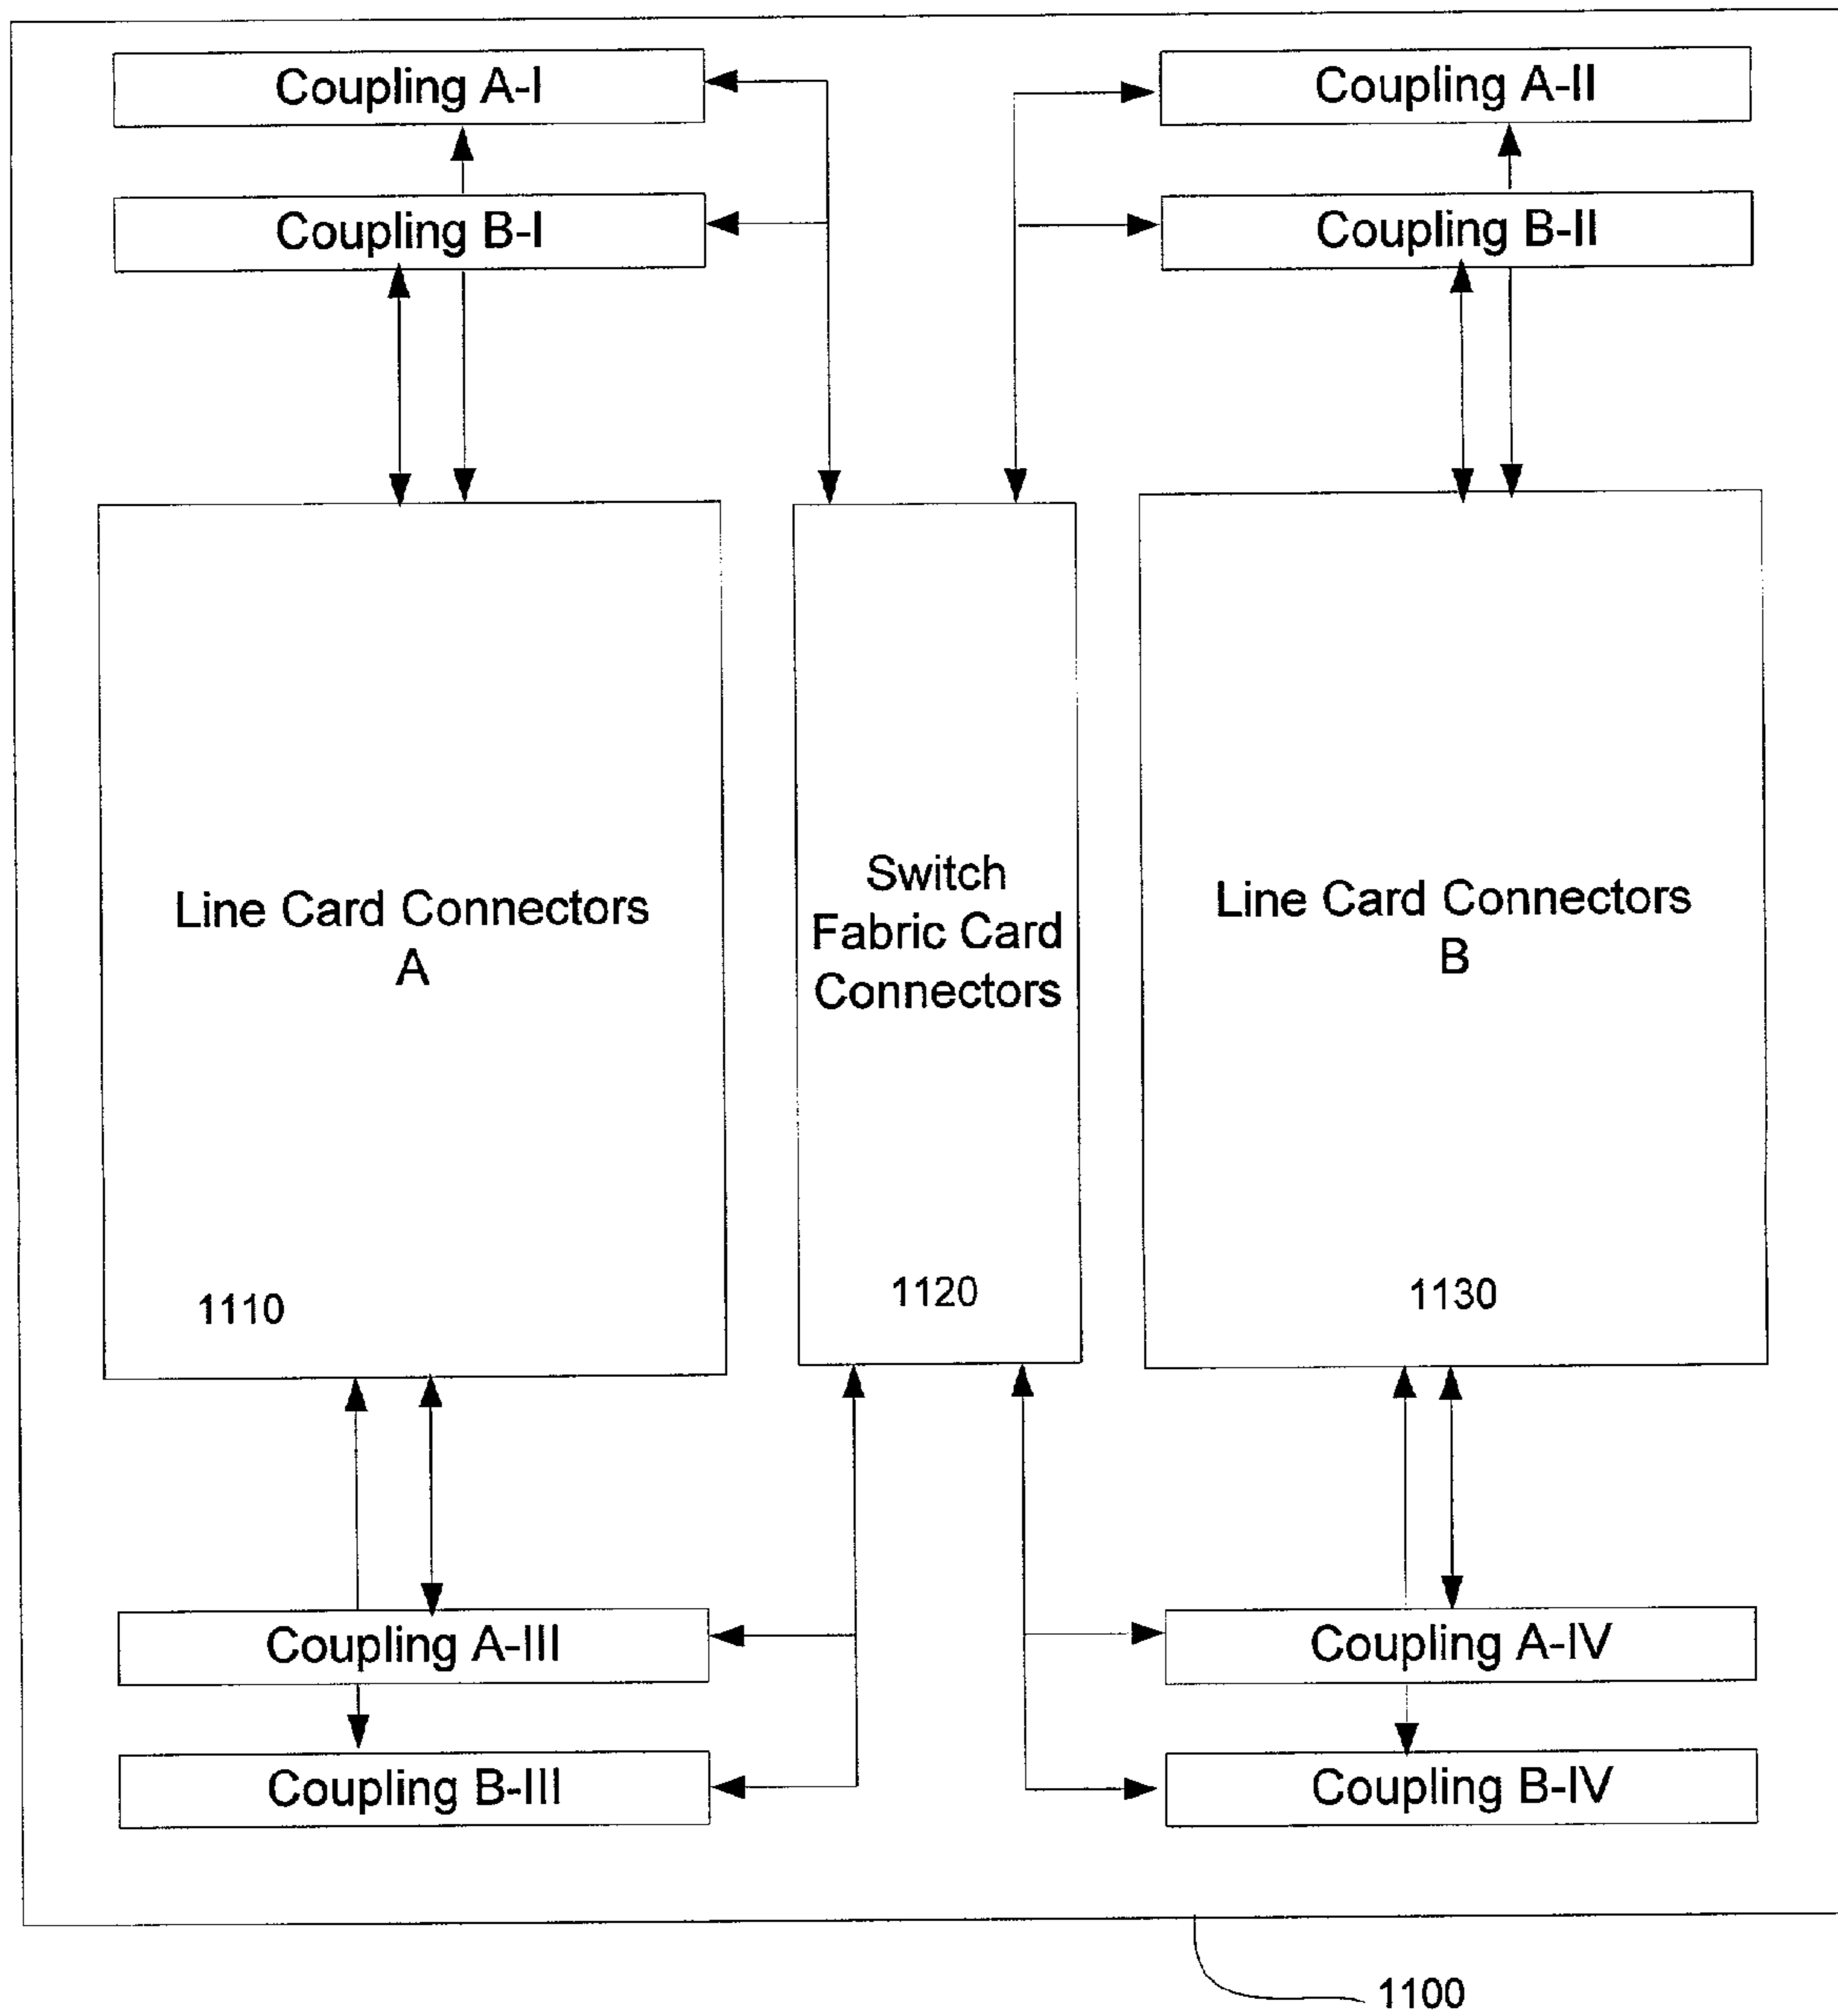 Coupling A-I
Coupling A-II
Coupling B-I
Coupling B-II
Line Card Connectors
A
1110
Switch
Fabric Card
Connectors
1120
Line Card Connectors
B
1130
Coupling A-III
Coupling A-IV
Coupling B-III
Coupling B-IV
1100